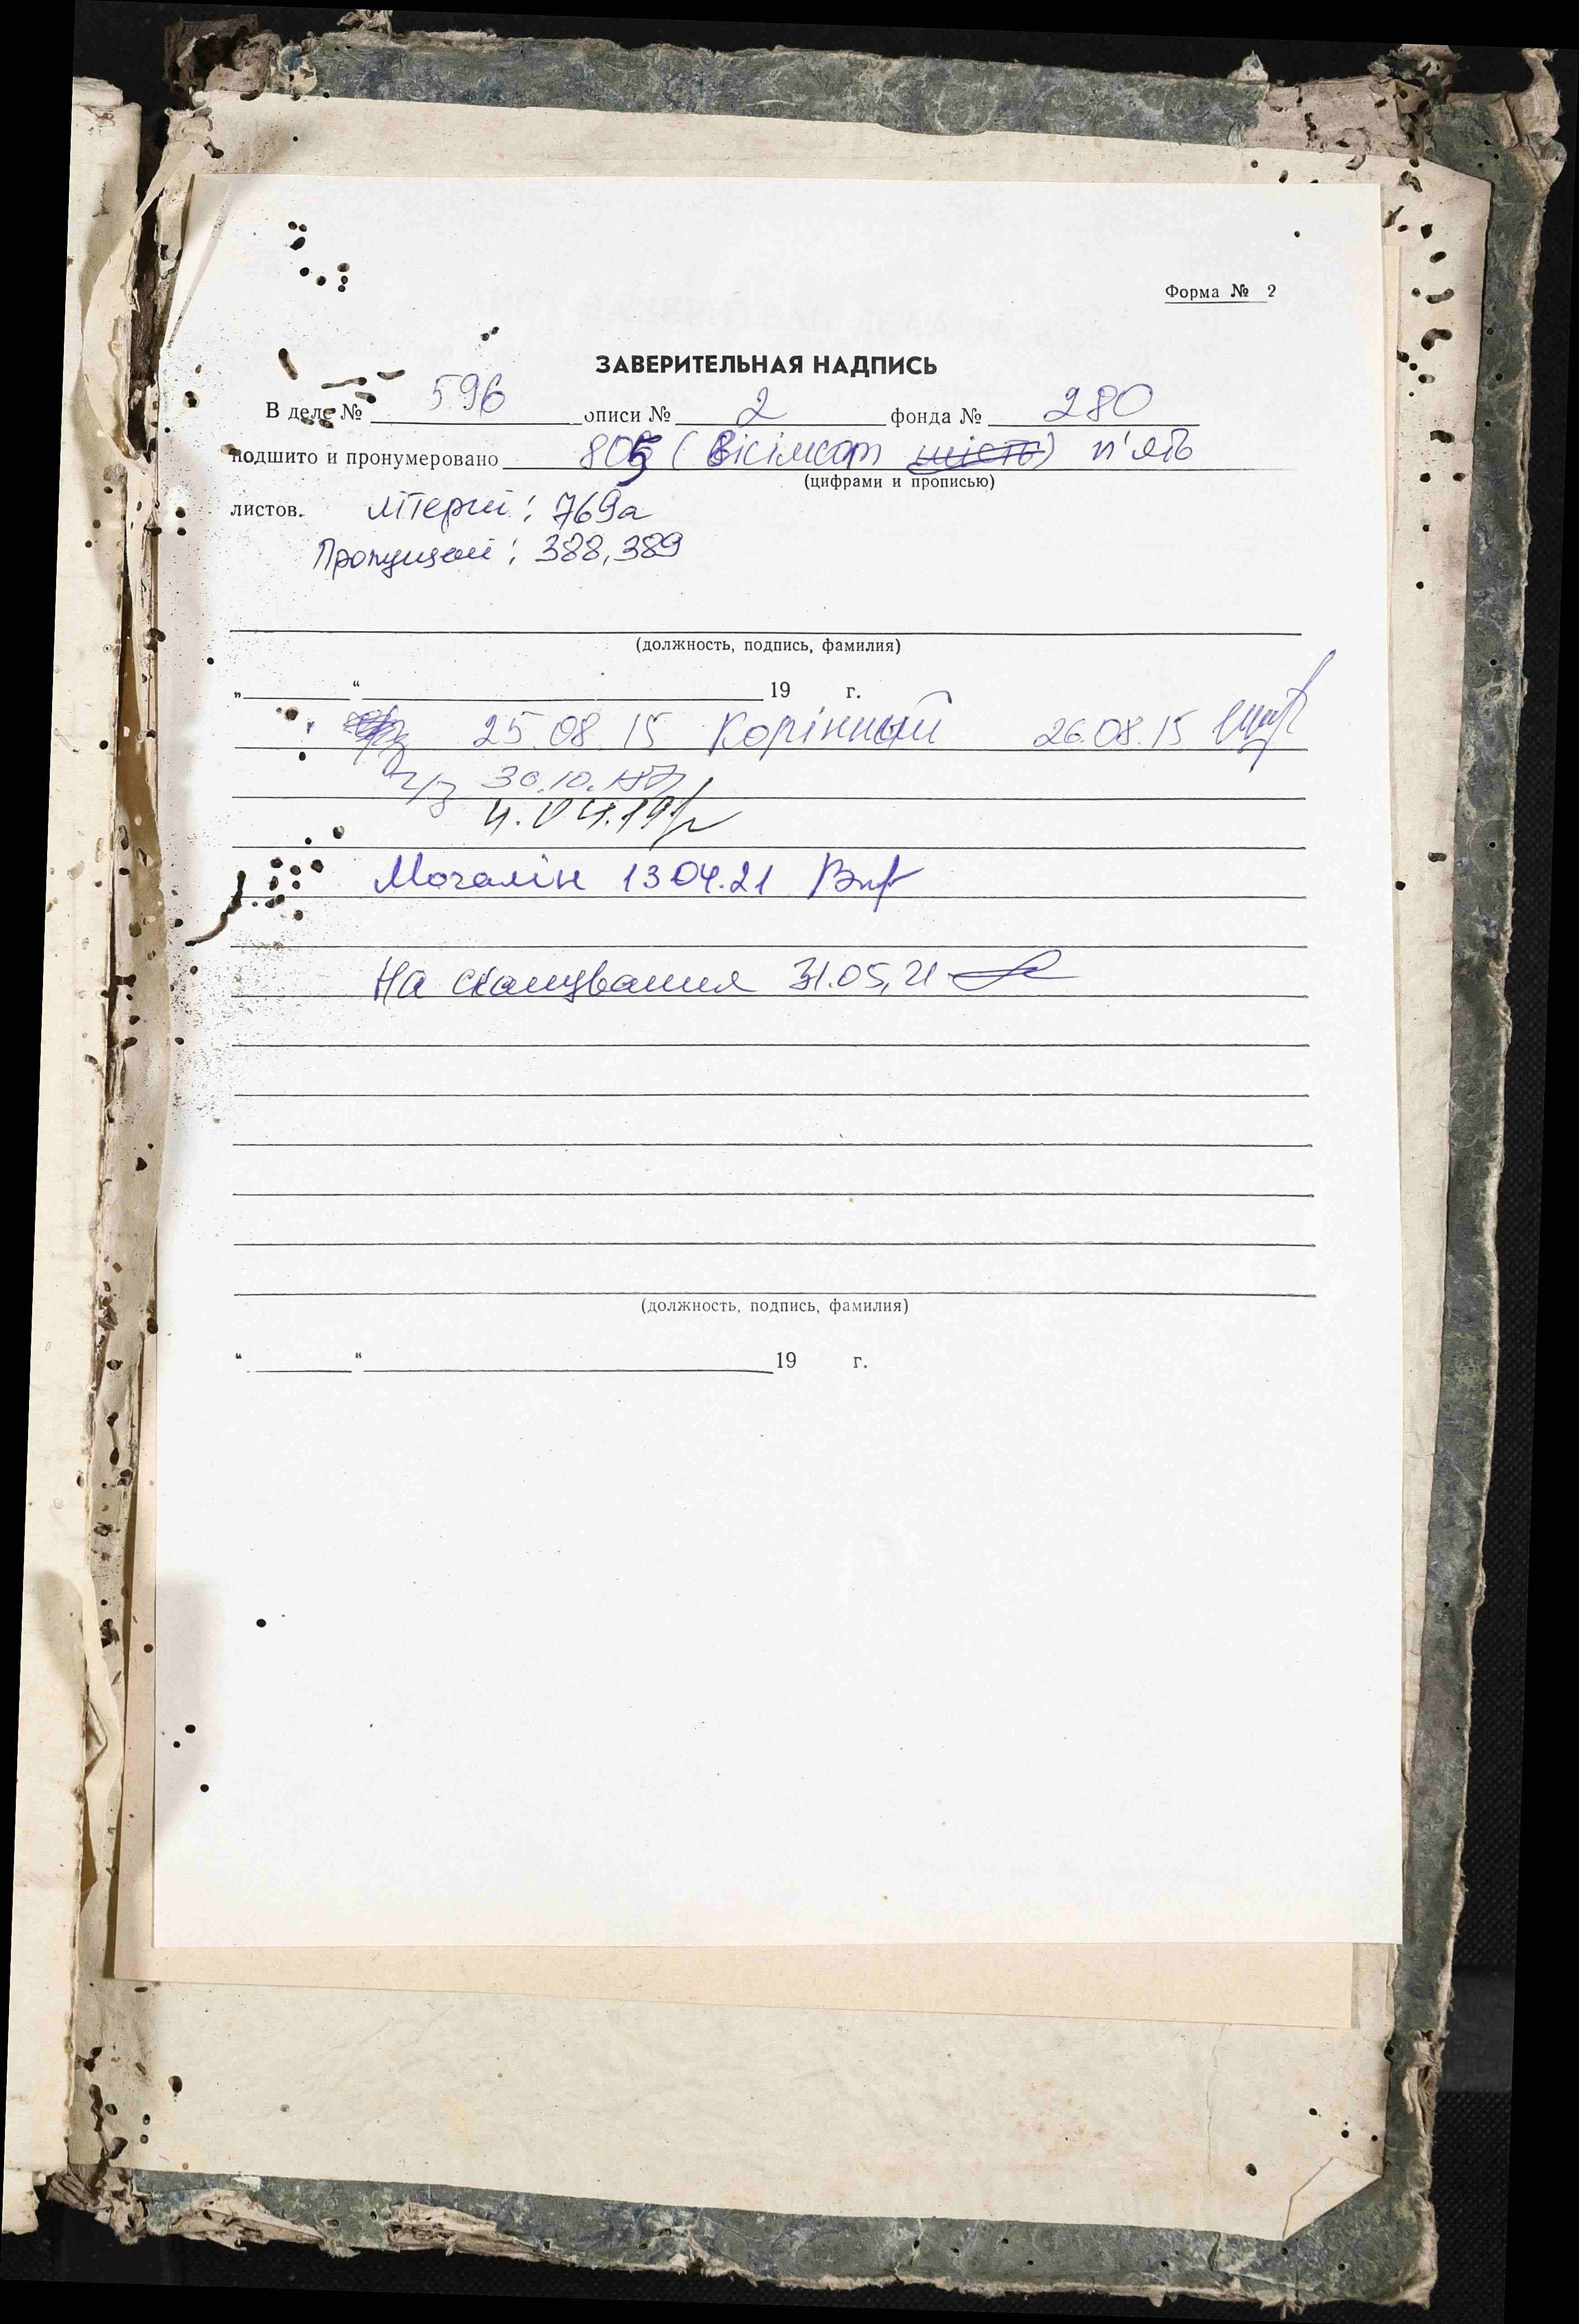 Форма № 2
ЗАВЕРИТЕЛЬНАЯ НАДПИСЬ
В деле № 596 описи № 2 фонда № 280
подшито и пронумеровано 805 (вісімсот шість) п'ять
(цифрами и прописью)
листов. літерні: 769а
Пропущені: 388, 389
(должность, подпись, фамилия)
„ “ 19 г.
25.08.15 Корінний 26.08.15
30.10.
4.04.19
Мочалін 13.04.21
На сканування 31.05.21
(должность, подпись, фамилия)
“ “ 19 г.